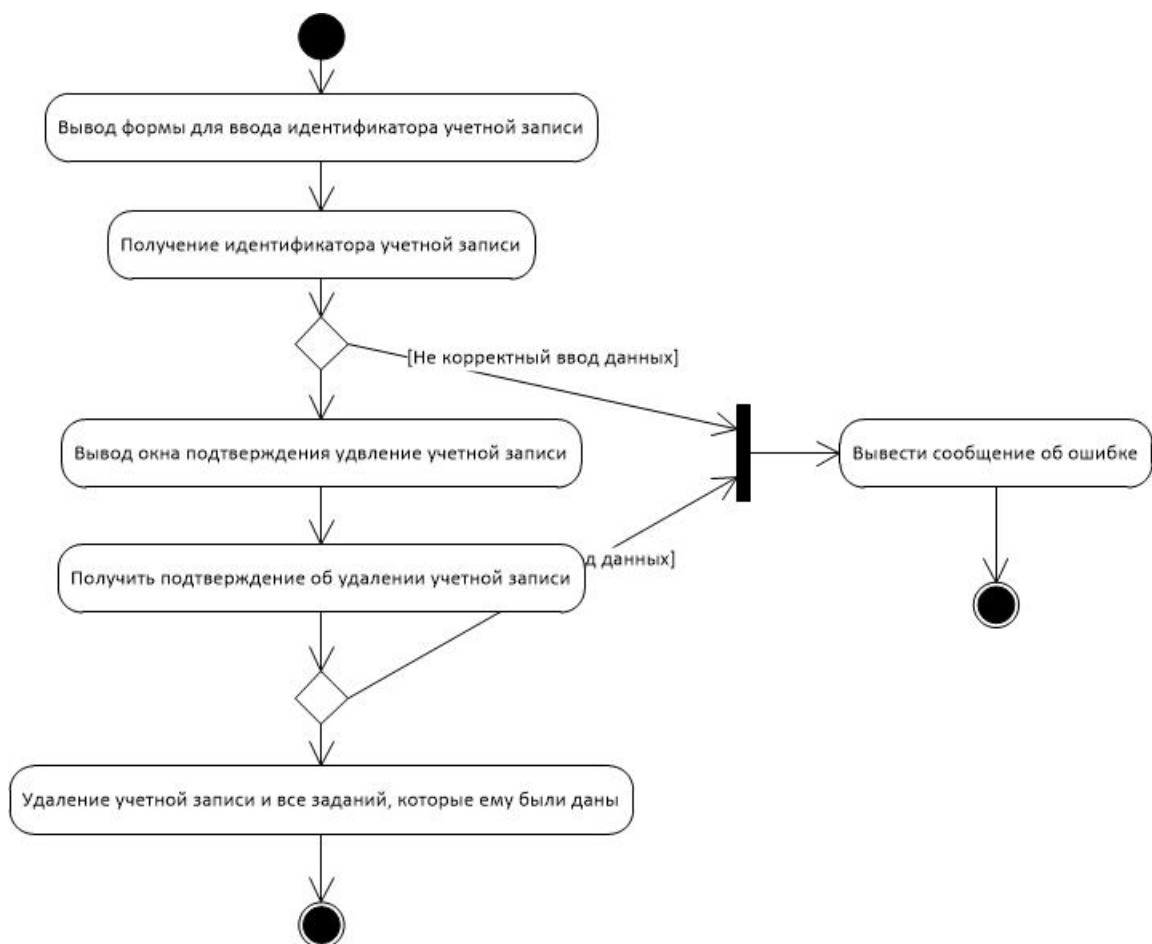 Вывод формы для ввода идентификатора учетной записи
Получение идентификатора учетной записи
[Не корректный ввод данных]
Вывод окна подтверждения удвление учетной записи
Вывести сообщение об ошибке
Получить подтверждение об удалении учетной записи
данных]
Удаление учетной записи и все заданий, которые ему были даны